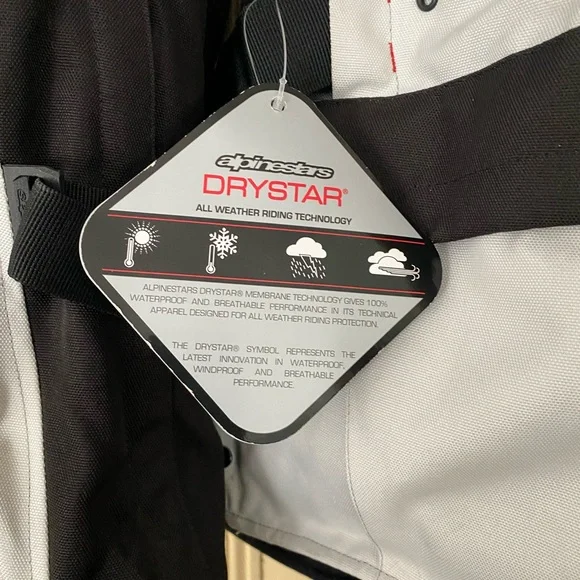 alpinestars
DRYSTAR®
ALL WEATHER RIDING TECHNOLOGY
ALPINESTARS DRYSTAR® MEMBRANE TECHNOLOGY GIVES 100%
WATERPROOF AND BREATHABLE PERFORMANCE IN ITS TECHNICAL
APPAREL DESIGNED FOR ALL WEATHER RIDING PROTECTION.
THE DRYSTAR® SYMBOL REPRESENTS THE
LATEST INNOVATION IN WATERPROOF,
WINDPROOF AND BREATHABLE
PERFORMANCE.